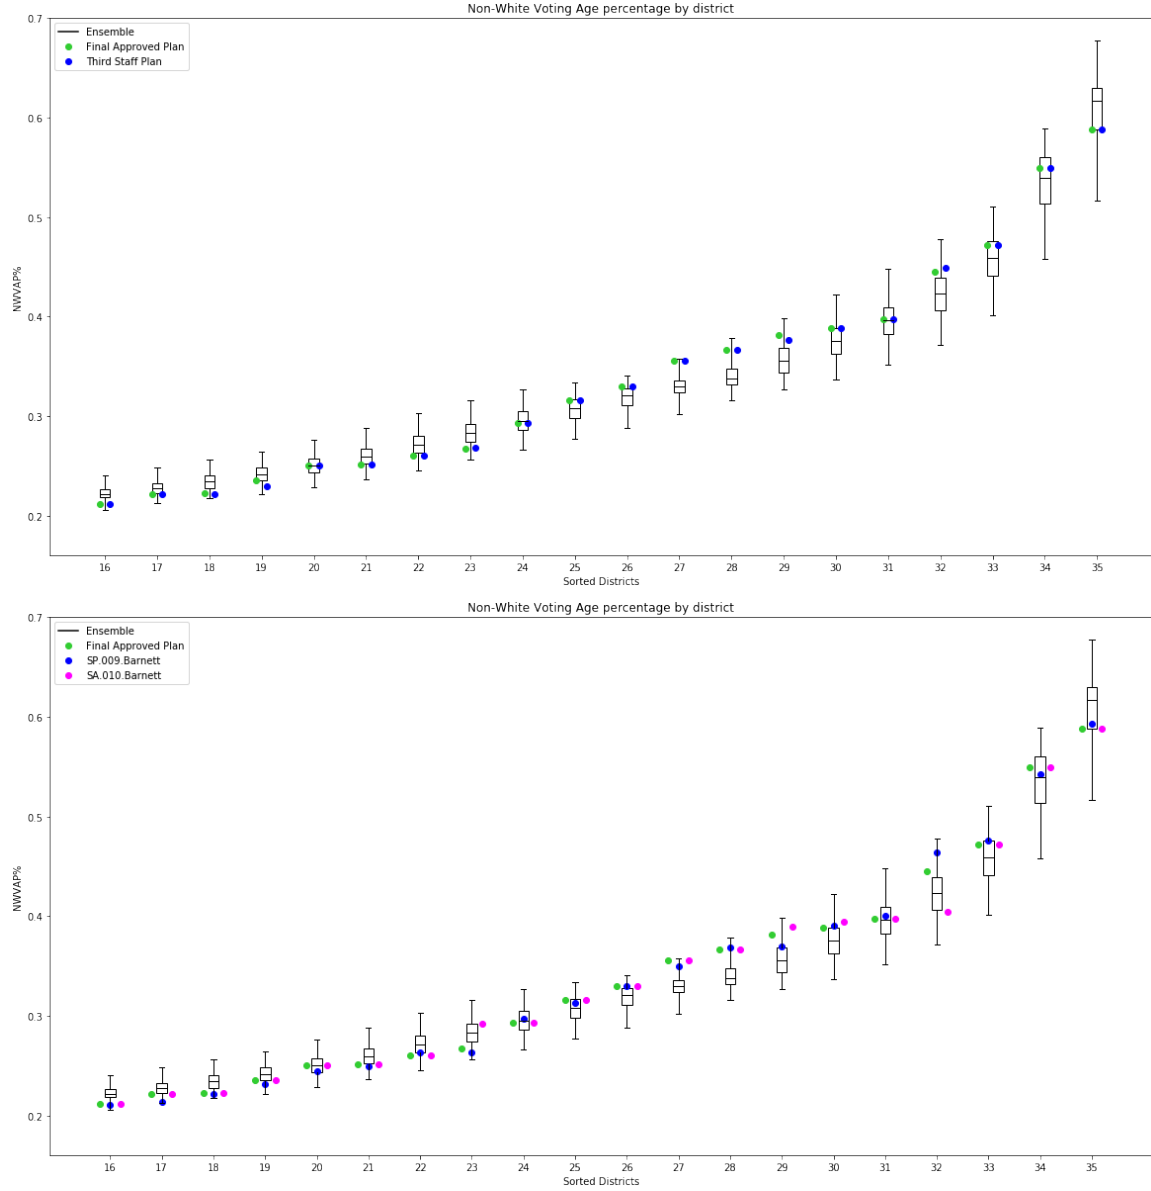 Non-White Voting Age percentage by district
Ensemble
Final Approved Plan
Third Staff Plan
NWVAP%
0.7
0.6
0.5
0.4
0.3
0.2
16 17 18 19 20 21 22 23 24 25 26 27 28 29 30 31 32 33 34 35
Sorted Districts
Non-White Voting Age percentage by district
Ensemble
Final Approved Plan
SP.009.Barnett
SA.010.Barnett
NWVAP%
0.7
0.6
0.5
0.4
0.3
0.2
16 17 18 19 20 21 22 23 24 25 26 27 28 29 30 31 32 33 34 35
Sorted Districts